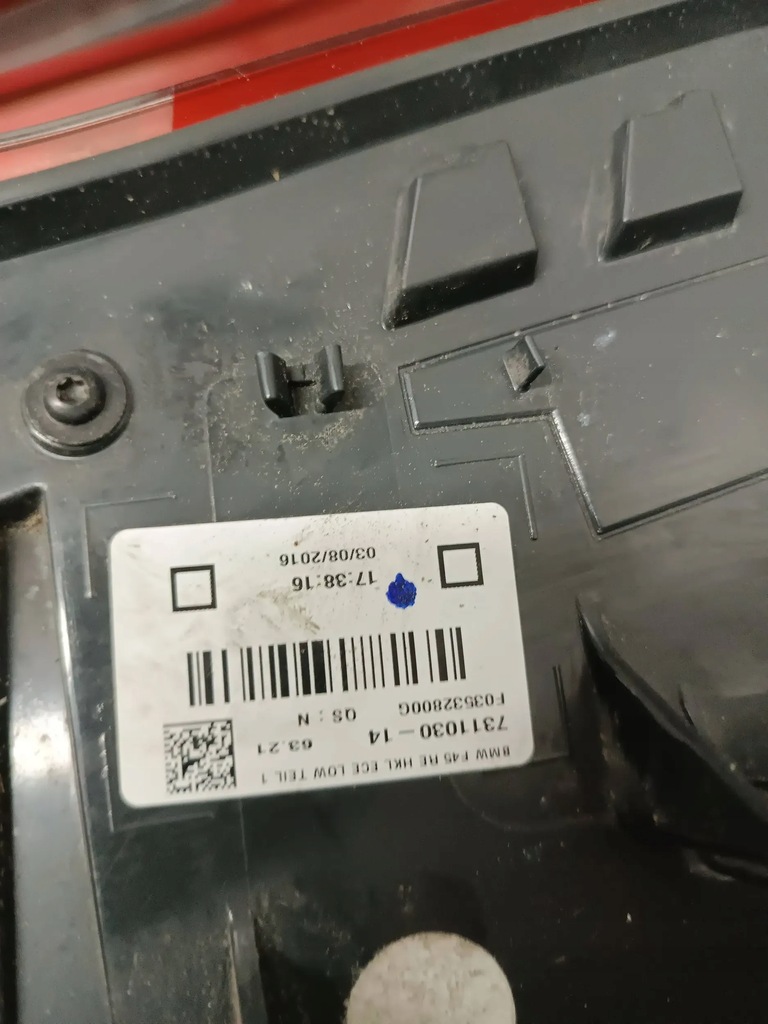 BMW F45 RE HKL ECE LOW TEIL 1
7311030-14 63.21
F035328800G QS : N
17:38:16
03/08/2016